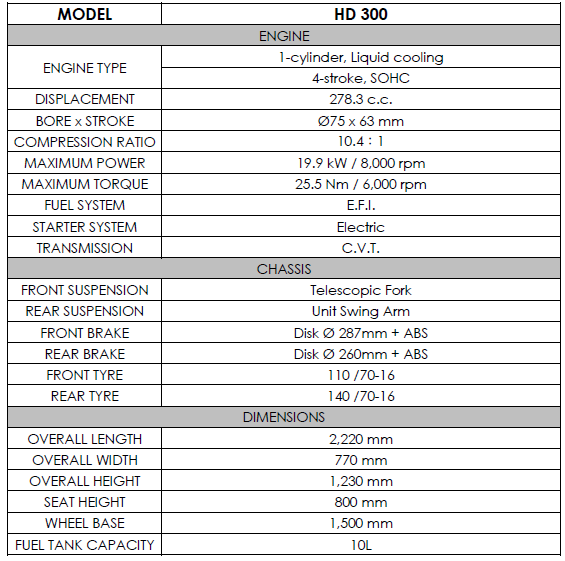 MODEL HD 300
ENGINE
ENGINE TYPE 1-cylinder, Liquid cooling
4-stroke, SOHC
DISPLACEMENT 278.3 c.c.
BORE x STROKE Ø75 x 63 mm
COMPRESSION RATIO 10.4：1
MAXIMUM POWER 19.9 kW / 8,000 rpm
MAXIMUM TORQUE 25.5 Nm / 6,000 rpm
FUEL SYSTEM E.F.I.
STARTER SYSTEM Electric
TRANSMISSION C.V.T.
CHASSIS
FRONT SUSPENSION Telescopic Fork
REAR SUSPENSION Unit Swing Arm
FRONT BRAKE Disk Ø 287mm + ABS
REAR BRAKE Disk Ø 260mm + ABS
FRONT TYRE 110 /70-16
REAR TYRE 140 /70-16
DIMENSIONS
OVERALL LENGTH 2,220 mm
OVERALL WIDTH 770 mm
OVERALL HEIGHT 1,230 mm
SEAT HEIGHT 800 mm
WHEEL BASE 1,500 mm
FUEL TANK CAPACITY 10L